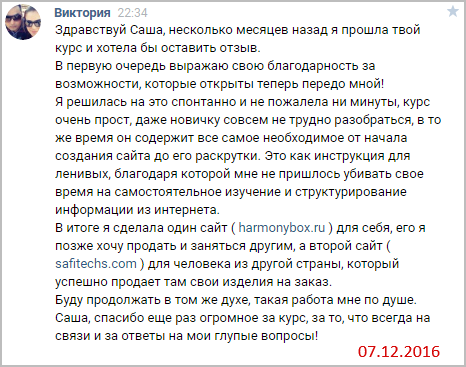 Виктория 22:34
Здравствуй Саша, несколько месяцев назад я прошла твой
курс и хотела бы оставить отзыв.
В первую очередь выражаю свою благодарность за
возможности, которые открыты теперь передо мной!
Я решилась на это спонтанно и не пожалела ни минуты, курс
очень прост, даже новичку совсем не трудно разобраться, в то
же время он содержит все самое необходимое от начала
создания сайта до его раскрутки. Это как инструкция для
ленивых, благодаря которой мне не пришлось убивать свое
время на самостоятельное изучение и структурирование
информации из интернета.
В итоге я сделала один сайт ( harmonybox.ru ) для себя, его я
позже хочу продать и заняться другим, а второй сайт (
safitechs.com ) для человека из другой страны, который
успешно продает там свои изделия на заказ.
Буду продолжать в том же духе, такая работа мне по душе.
Саша, спасибо еще раз огромное за курс, за то, что всегда на
связи и за ответы на мои глупые вопросы!
07.12.2016